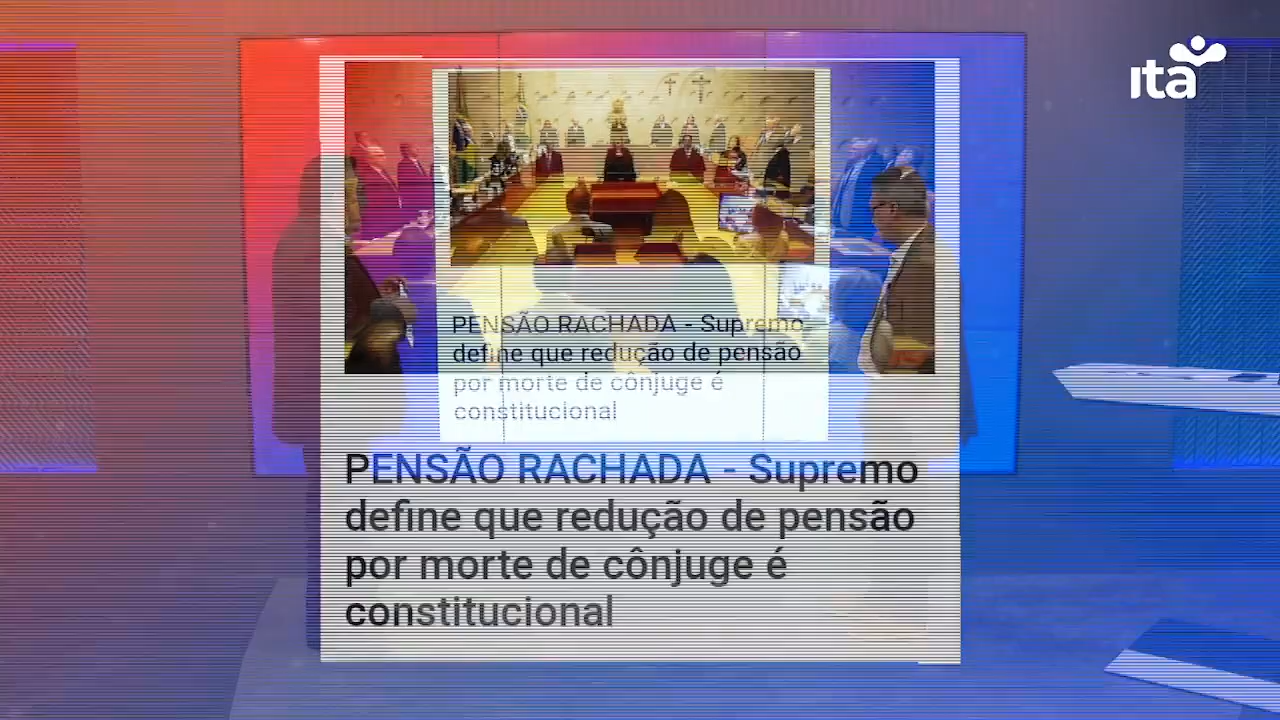 ita
PENSÃO RACHADA - Supremo
define que redução de pensão
por morte de cônjuge é
constitucional
PENSÃO RACHADA - Supremo
define que redução de pensão
por morte de cônjuge é
constitucional